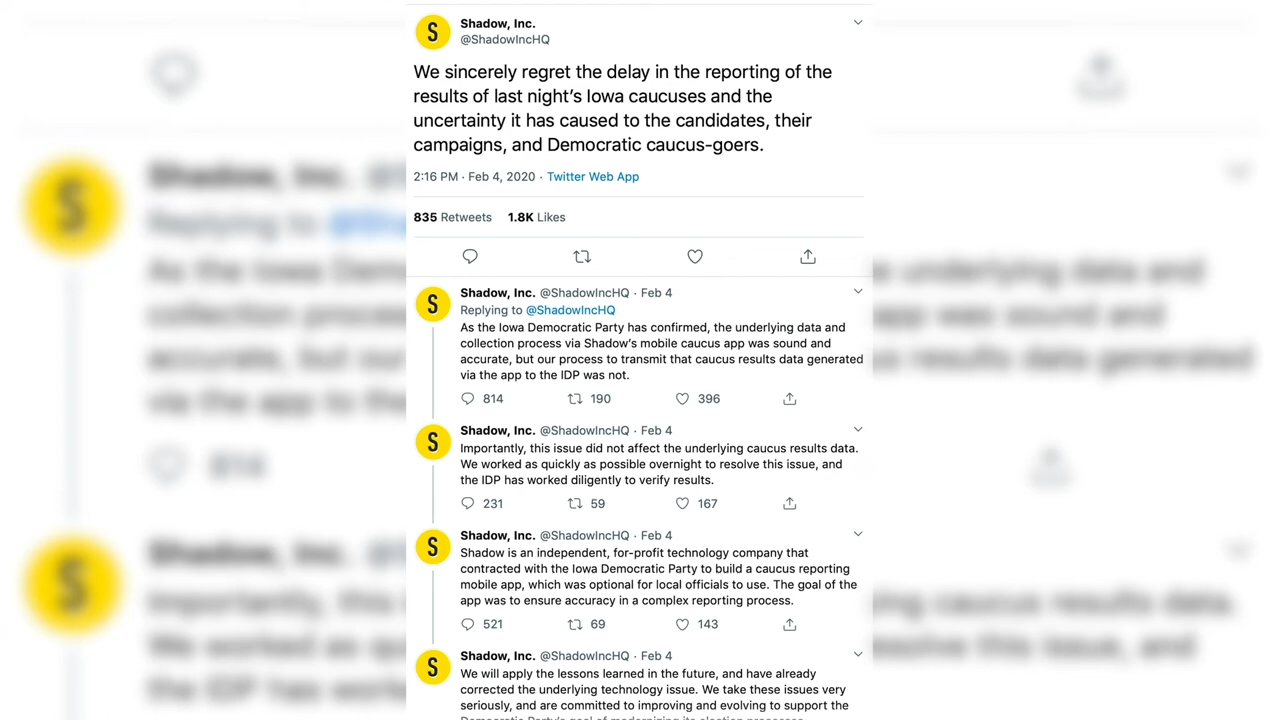 Shadow, Inc.
@ShadowIncHQ
We sincerely regret the delay in the reporting of the
results of last night's Iowa caucuses and the
uncertainty it has caused to the candidates, their
campaigns, and Democratic caucus-goers.
2:16 PM · Feb 4, 2020 · Twitter Web App
835 Retweets 1.8K Likes
S Shadow, Inc. @ShadowIncHQ · Feb 4
Replying to @ShadowIncHQ
As the Iowa Democratic Party has confirmed, the underlying data and
collection process via Shadow's mobile caucus app was sound and
accurate, but our process to transmit that caucus results data generated
via the app to the IDP was not.
814 190 396
S Shadow, Inc. @ShadowIncHQ · Feb 4
Importantly, this issue did not affect the underlying caucus results data.
We worked as quickly as possible overnight to resolve this issue, and
the IDP has worked diligently to verify results.
231 59 167
S Shadow, Inc. @ShadowIncHQ · Feb 4
Shadow is an independent, for-profit technology company that
contracted with the Iowa Democratic Party to build a caucus reporting
mobile app, which was optional for local officials to use. The goal of the
app was to ensure accuracy in a complex reporting process.
521 69 143
S Shadow, Inc. @ShadowIncHQ · Feb 4
We will apply the lessons learned in the future, and have already
corrected the underlying technology issue. We take these issues very
seriously, and are committed to improving and evolving to support the
Democratic Party's goal of modernizing its election processes.